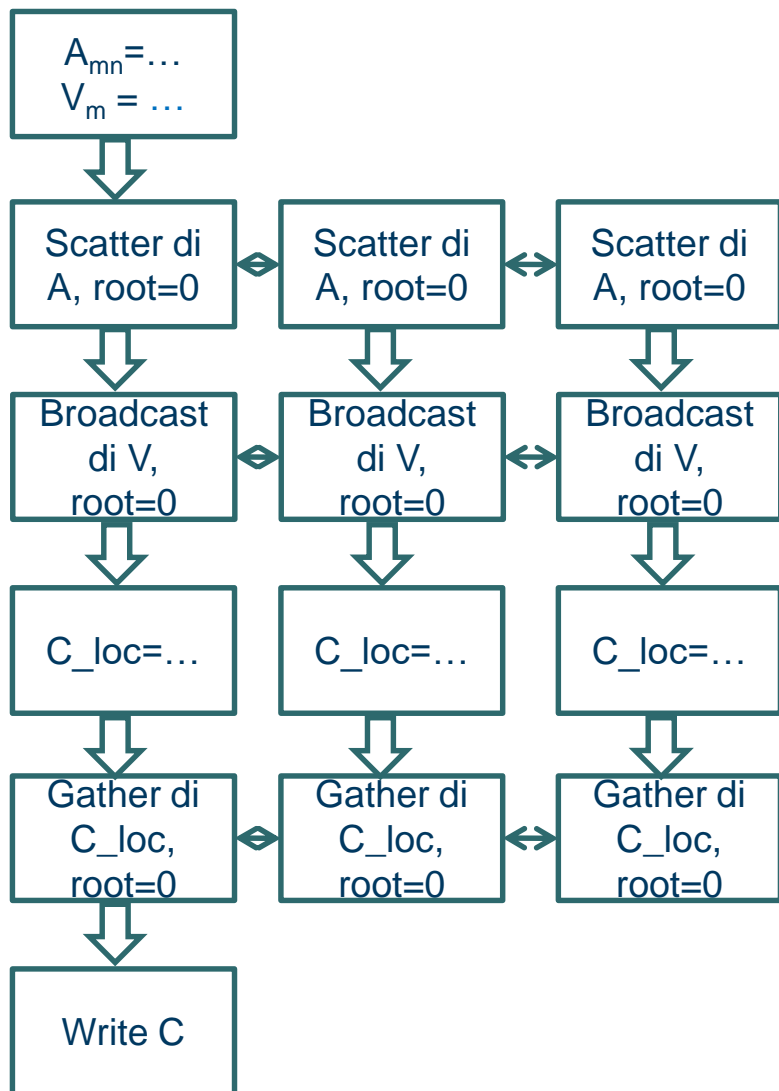 Aₘₙ=…
Vₘ = …
Scatter di
A, root=0
Scatter di
A, root=0
Scatter di
A, root=0
Broadcast
di V,
root=0
Broadcast
di V,
root=0
Broadcast
di V,
root=0
C_loc=…
C_loc=…
C_loc=…
Gather di
C_loc,
root=0
Gather di
C_loc,
root=0
Gather di
C_loc,
root=0
Write C